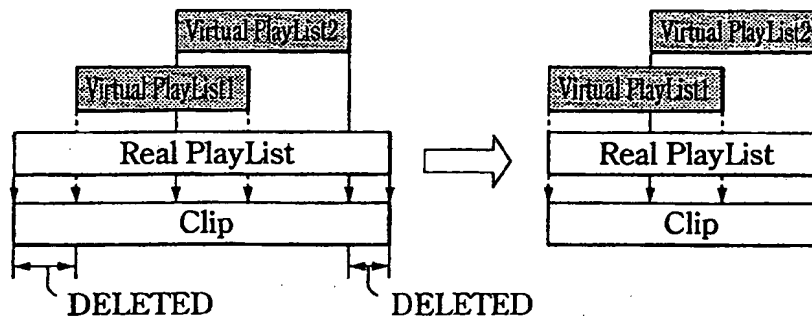 Virtual PlayList2
Virtual PlayList1
Real PlayList
Clip
DELETED
DELETED
Virtual PlayList2
Virtual PlayList1
Real PlayList
Clip